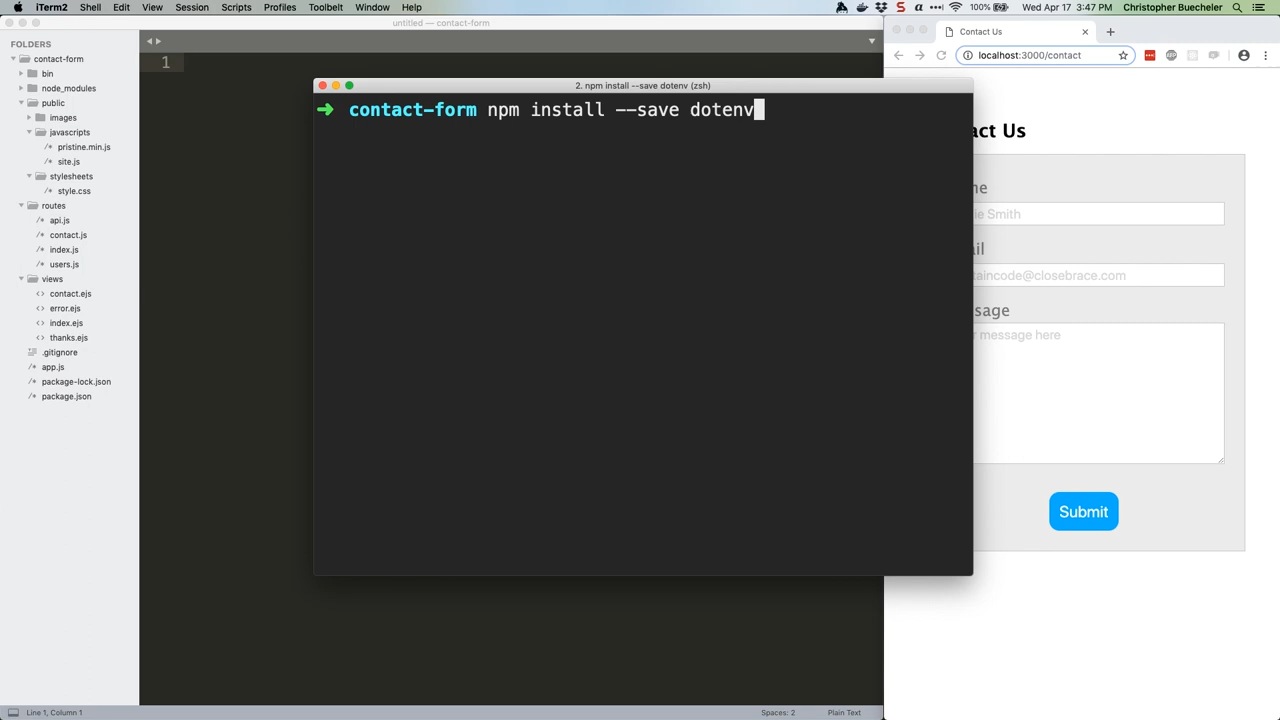 iTerm2 Shell Edit View Session Scripts Profiles Toolbelt Window Help 100% Wed Apr 17 3:47 PM Christopher Buecheler
untitled — contact-form
FOLDERS
contact-form
bin
node_modules
public
images
javascripts
/* pristine.min.js
/* site.js
stylesheets
/* style.css
routes
/* api.js
/* contact.js
/* index.js
/* users.js
views
<> contact.ejs
<> error.ejs
<> index.ejs
<> thanks.ejs
.gitignore
/* app.js
/* package-lock.json
/* package.json
1
2. npm install --save dotenv (zsh)
➜ contact-form npm install --save dotenv
Contact Us
localhost:3000/contact
act Us
ne
ie Smith
ail
taincode@closebrace.com
sage
message here
Submit
Line 1, Column 1
Spaces: 2
Plain Text